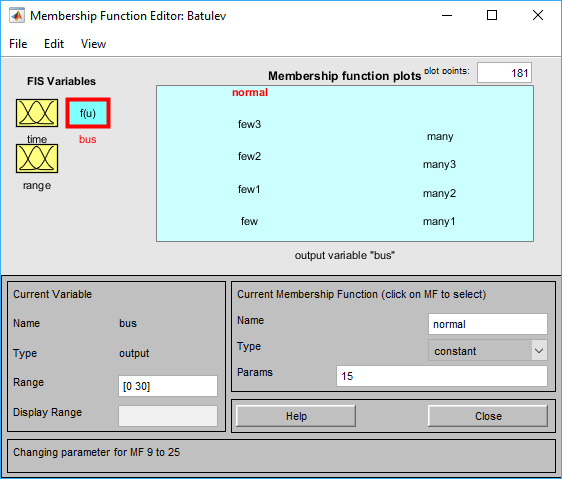 Membership Function Editor: Batulev
File Edit View
FIS Variables
Membership function plots
plot points:
181
f(u)
time
bus
range
normal
few3
few2
few1
few
many
many3
many2
many1
output variable "bus"
Current Variable
Name bus
Type output
Range [0 30]
Display Range
Current Membership Function (click on MF to select)
Name normal
Type constant
Params 15
Help Close
Changing parameter for MF 9 to 25